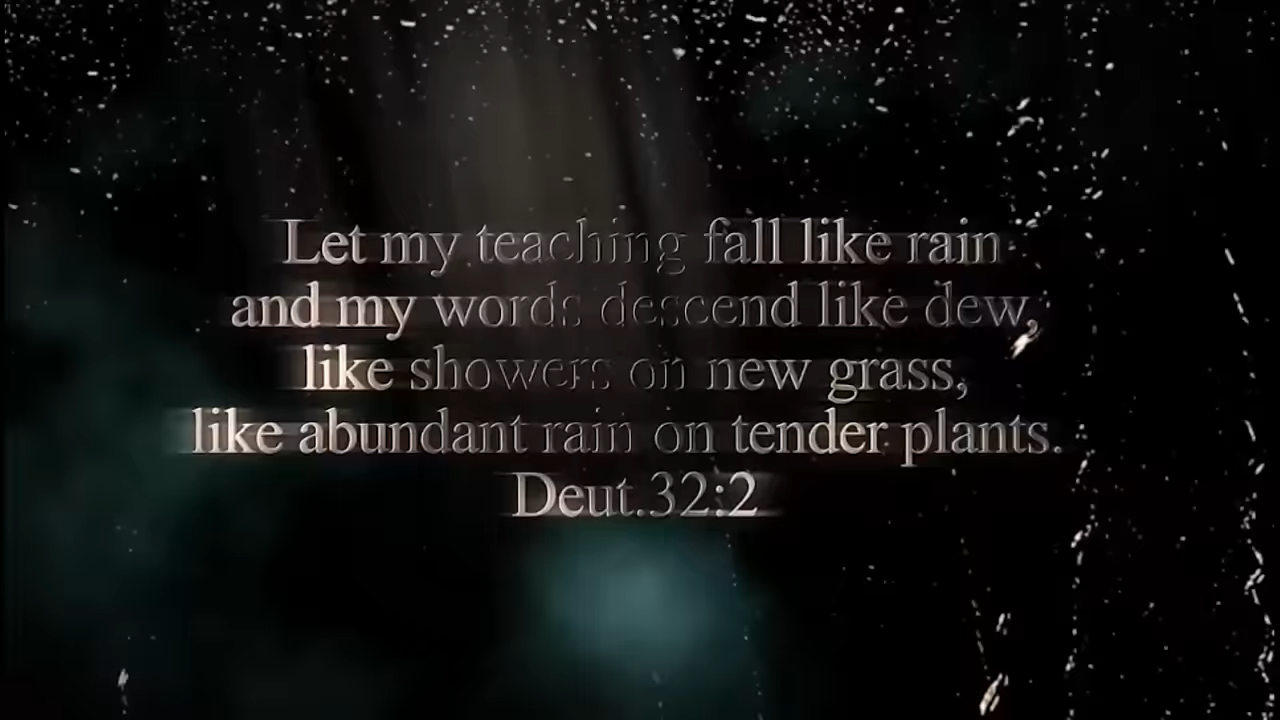 Let my teaching fall like rain
and my words descend like dew,
like showers on new grass,
like abundant rain on tender plants.
Deut.32:2